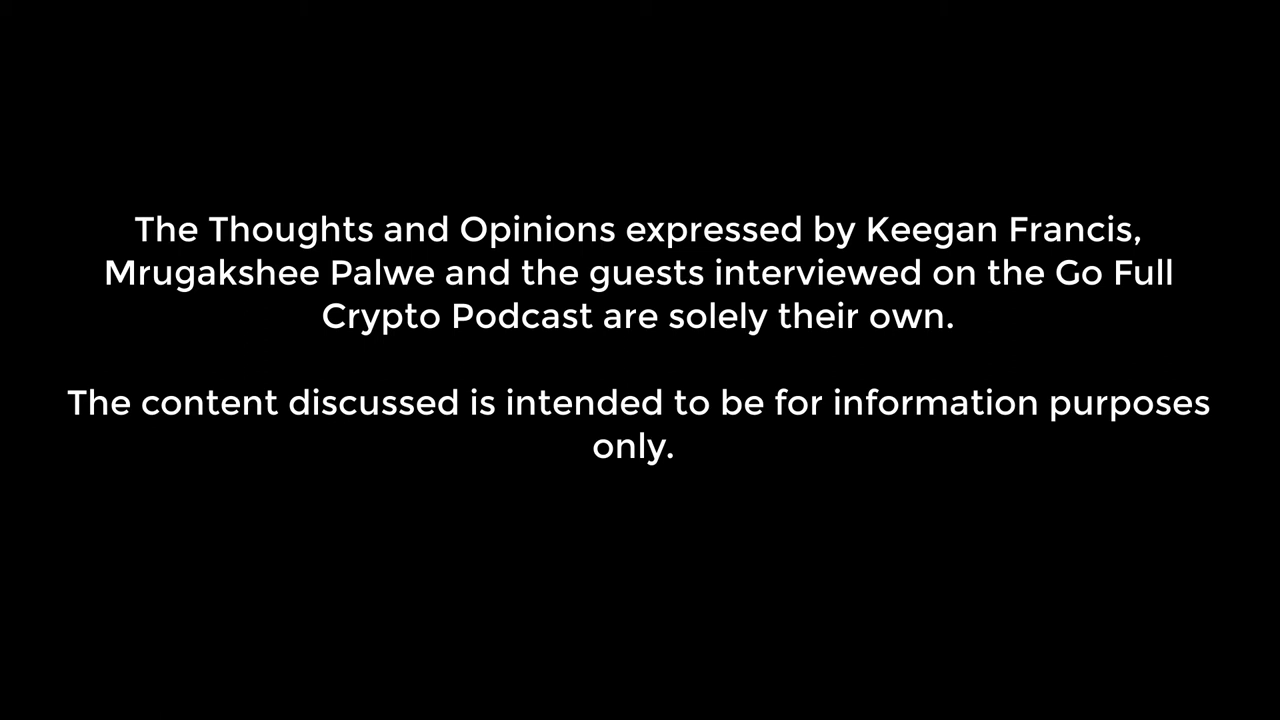 The Thoughts and Opinions expressed by Keegan Francis,
Mrugakshee Palwe and the guests interviewed on the Go Full
Crypto Podcast are solely their own.
The content discussed is intended to be for information purposes
only.